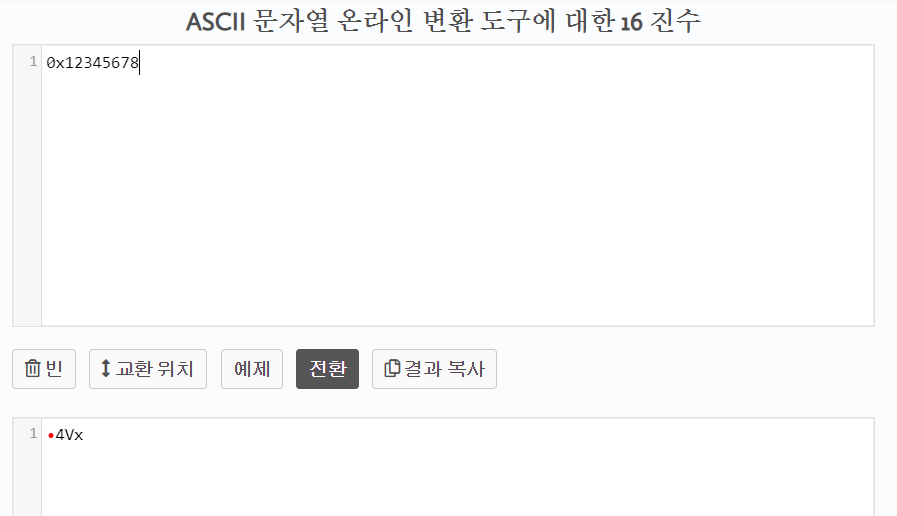 ASCII 문자열 온라인 변환 도구에 대한 16 진수
1 0x12345678
빈 교환 위치 예제 전환 결과 복사
1 •4Vx